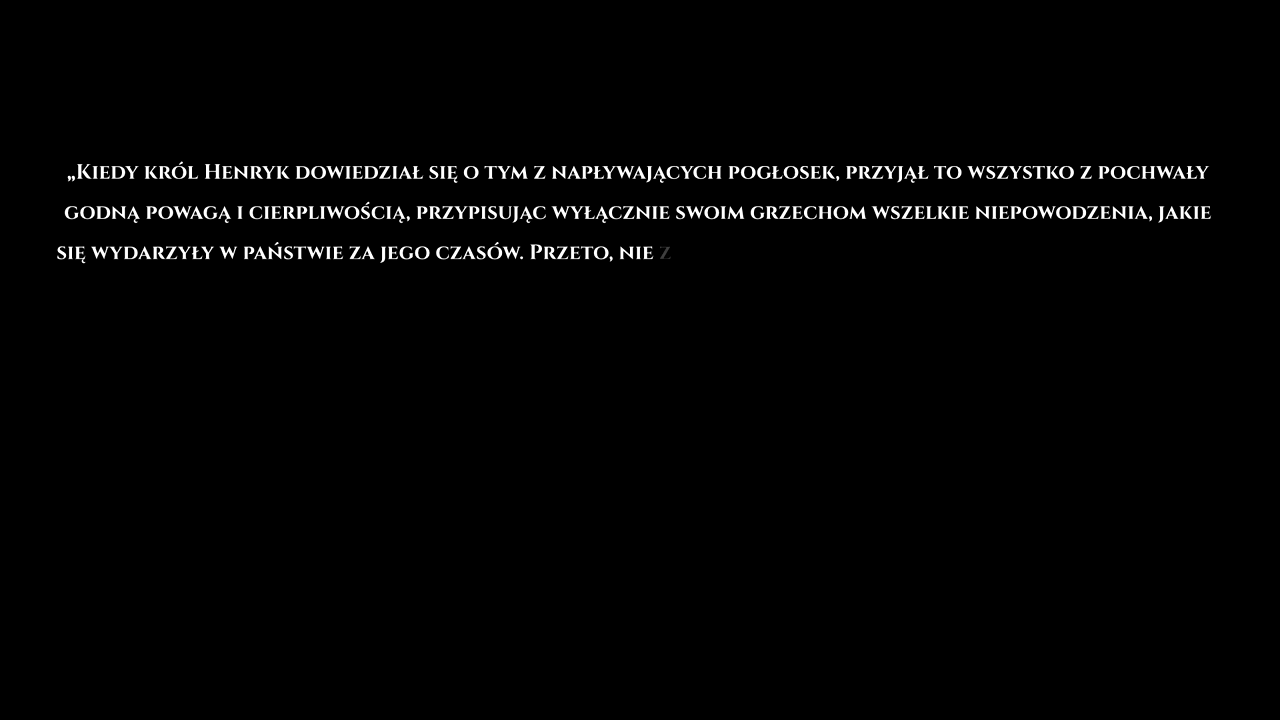 „Kiedy król Henryk dowiedział się o tym z napływających pogłosek, przyjął to wszystko z pochwały
godną powagą i cierpliwością, przypisując wyłącznie swoim grzechom wszelkie niepowodzenia, jakie
się wydarzyły w państwie za jego czasów. Przeto, nie z